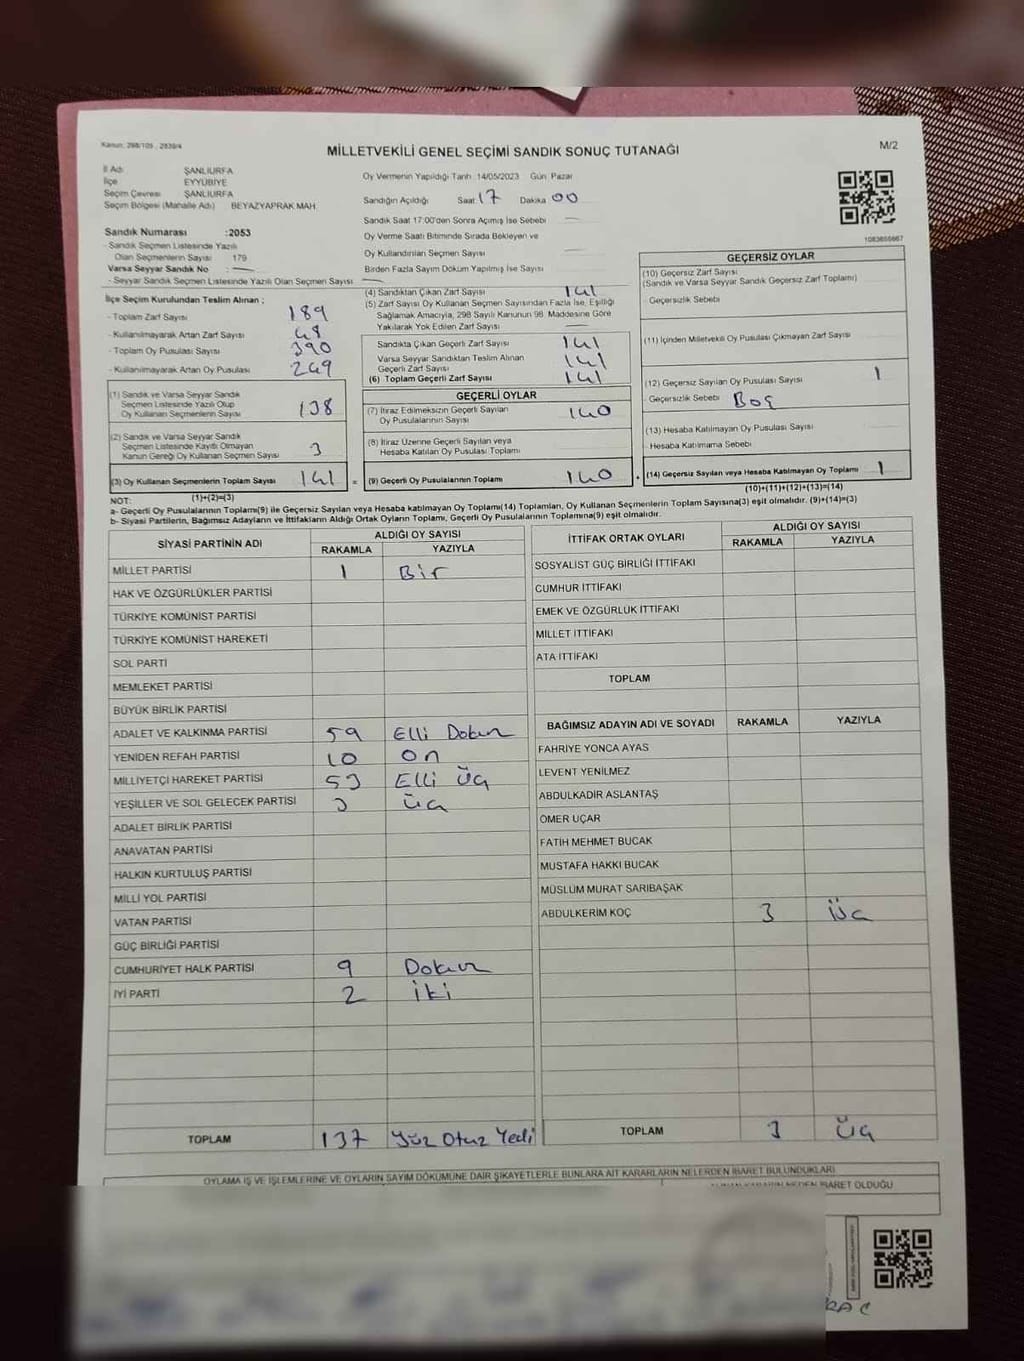 Kanun: 298/105 , 2839/4
MİLLETVEKİLİ GENEL SEÇİMİ SANDIK SONUÇ TUTANAĞI
M/2
İl Adı ŞANLIURFA
İlçe EYYÜBİYE
Seçim Çevresi ŞANLIURFA
Seçim Bölgesi (Mahalle Adı) BEYAZYAPRAK MAH.
Sandık Numarası :2053
- Sandık Seçmen Listesinde Yazılı
Olan Seçmenlerin Sayısı 179
Varsa Seyyar Sandık No : —
- Seyyar Sandık Seçmen Listesinde Yazılı Olan Seçmen Sayısı —
İlçe Seçim Kurulundan Teslim Alınan ;
- Toplam Zarf Sayısı 189
- Kullanılmayarak Artan Zarf Sayısı 48
- Toplam Oy Pusulası Sayısı 390
- Kullanılmayarak Artan Oy Pusulası 249
(1) Sandık ve Varsa Seyyar Sandık
Seçmen Listesinde Yazılı Olup
Oy Kullanan Seçmenlerin Sayısı 138
(2) Sandık ve Varsa Seyyar Sandık
Seçmen Listesinde Kayıtlı Olmayan
Kanun Gereği Oy Kullanan Seçmen Sayısı 3
(3) Oy Kullanan Seçmenlerin Toplam Sayısı 141 =
(1)+(2)=(3)
Oy Vermenin Yapıldığı Tarih 14/05/2023 Gün Pazar
Sandığın Açıldığı Saat 17 Dakika 00
Sandık Saat 17:00'den Sonra Açımış İse Sebebi —
Oy Verme Saati Bitiminde Sırada Bekleyen ve
Oy Kullandırılan Seçmen Sayısı —
Birden Fazla Sayım Döküm Yapılmış İse Sayısı —
(4) Sandıktan Çıkan Zarf Sayısı 141
(5) Zarf Sayısı Oy Kullanan Seçmen Sayısından Fazla İse, Eşitliği
Sağlamak Amacıyla, 298 Sayılı Kanunun 98. Maddesine Göre
Yakılarak Yok Edilen Zarf Sayısı —
Sandıkta Çıkan Geçerli Zarf Sayısı 141
Varsa Seyyar Sandıktan Teslim Alınan
Geçerli Zarf Sayısı 141
(6) Toplam Geçerli Zarf Sayısı 141
GEÇERLİ OYLAR
(7) İtiraz Edilmeksizin Geçerli Sayılan
Oy Pusulalarının Sayısı 140
(8) İtiraz Üzerine Geçerli Sayılan veya
Hesaba Katılan Oy Pusulası Toplamı
(9) Geçerli Oy Pusulalarının Toplamı 140 +
1083655667
GEÇERSİZ OYLAR
(10) Geçersiz Zarf Sayısı
(Sandık ve Varsa Seyyar Sandık Geçersiz Zarf Toplamı)
- Geçersizlik Sebebi
(11) İçinden Milletvekili Oy Pusulası Çıkmayan Zarf Sayısı
(12) Geçersiz Sayılan Oy Pusulası Sayısı 1
- Geçersizlik Sebebi Boş
(13) Hesaba Katılmayan Oy Pusulası Sayısı
- Hesaba Katılmama Sebebi
(14) Geçersiz Sayılan veya Hesaba Katılmayan Oy Toplamı 1
(10)+(11)+(12)+(13)=(14)
NOT:
a- Geçerli Oy Pusulalarının Toplamı(9) ile Geçersiz Sayılan veya Hesaba katılmayan Oy Toplamı(14) Toplamları, Oy Kullanan Seçmenlerin Toplam Sayısına(3) eşit olmalıdır. (9)+(14)=(3)
b- Siyasi Partilerin, Bağımsız Adayların ve İttifakların Aldığı Ortak Oyların Toplamı, Geçerli Oy Pusulalarının Toplamına(9) eşit olmalıdır.
SİYASİ PARTİNİN ADI ALDIĞI OY SAYISI
RAKAMLA YAZIYLA
MİLLET PARTİSİ 1 Bir
HAK VE ÖZGÜRLÜKLER PARTİSİ
TÜRKİYE KOMÜNİST PARTİSİ
TÜRKİYE KOMÜNİST HAREKETİ
SOL PARTİ
MEMLEKET PARTİSİ
BÜYÜK BİRLİK PARTİSİ
ADALET VE KALKINMA PARTİSİ 59 Elli Dokuz
YENİDEN REFAH PARTİSİ 10 On
MİLLİYETÇİ HAREKET PARTİSİ 53 Elli Üç
YEŞİLLER VE SOL GELECEK PARTİSİ 3 Üç
ADALET BİRLİK PARTİSİ
ANAVATAN PARTİSİ
HALKIN KURTULUŞ PARTİSİ
MİLLİ YOL PARTİSİ
VATAN PARTİSİ
GÜÇ BİRLİĞİ PARTİSİ
CUMHURİYET HALK PARTİSİ 9 Dokuz
İYİ PARTİ 2 İki
TOPLAM 137 Yüz Otuz Yedi
İTTİFAK ORTAK OYLARI ALDIĞI OY SAYISI
RAKAMLA YAZIYLA
SOSYALİST GÜÇ BİRLİĞİ İTTİFAKI
CUMHUR İTTİFAKI
EMEK VE ÖZGÜRLÜK İTTİFAKI
MİLLET İTTİFAKI
ATA İTTİFAKI
TOPLAM
BAĞIMSIZ ADAYIN ADI VE SOYADI RAKAMLA YAZIYLA
FAHRİYE YONCA AYAS
LEVENT YENİLMEZ
ABDULKADİR ASLANTAŞ
ÖMER UÇAR
FATİH MEHMET BUCAK
MUSTAFA HAKKI BUCAK
MÜSLÜM MURAT SARIBAŞAK
ABDULKERİM KOÇ 3 Üç
TOPLAM 3 Üç
OYLAMA İŞ VE İŞLEMLERİNE VE OYLARIN SAYIM DÖKÜMÜNE DAİR ŞİKAYETLERLE BUNLARA AİT KARARLARIN NELERDEN İBARET BULUNDUKLARI
ALINAN KARARIN NEDEN İBARET OLDUĞU